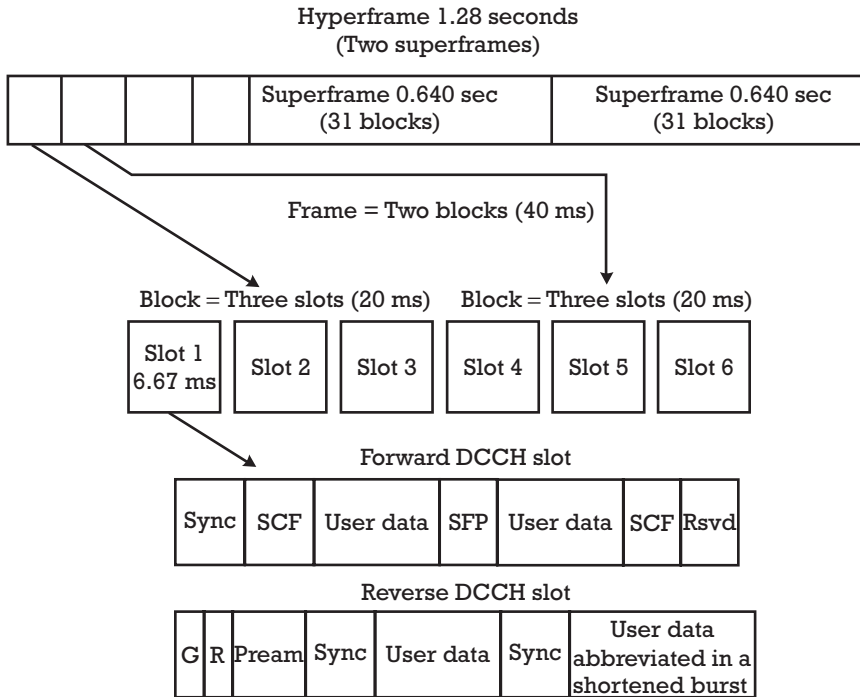 Hyperframe 1.28 seconds
(Two superframes)
Superframe 0.640 sec
(31 blocks)
Superframe 0.640 sec
(31 blocks)
Frame = Two blocks (40 ms)
Block = Three slots (20 ms)
Block = Three slots (20 ms)
Slot 1
6.67 ms
Slot 2
Slot 3
Slot 4
Slot 5
Slot 6
Forward DCCH slot
Sync
SCF
User data
SFP
User data
SCF
Rsvd
Reverse DCCH slot
G
R
Pream
Sync
User data
Sync
User data
abbreviated in a
shortened burst